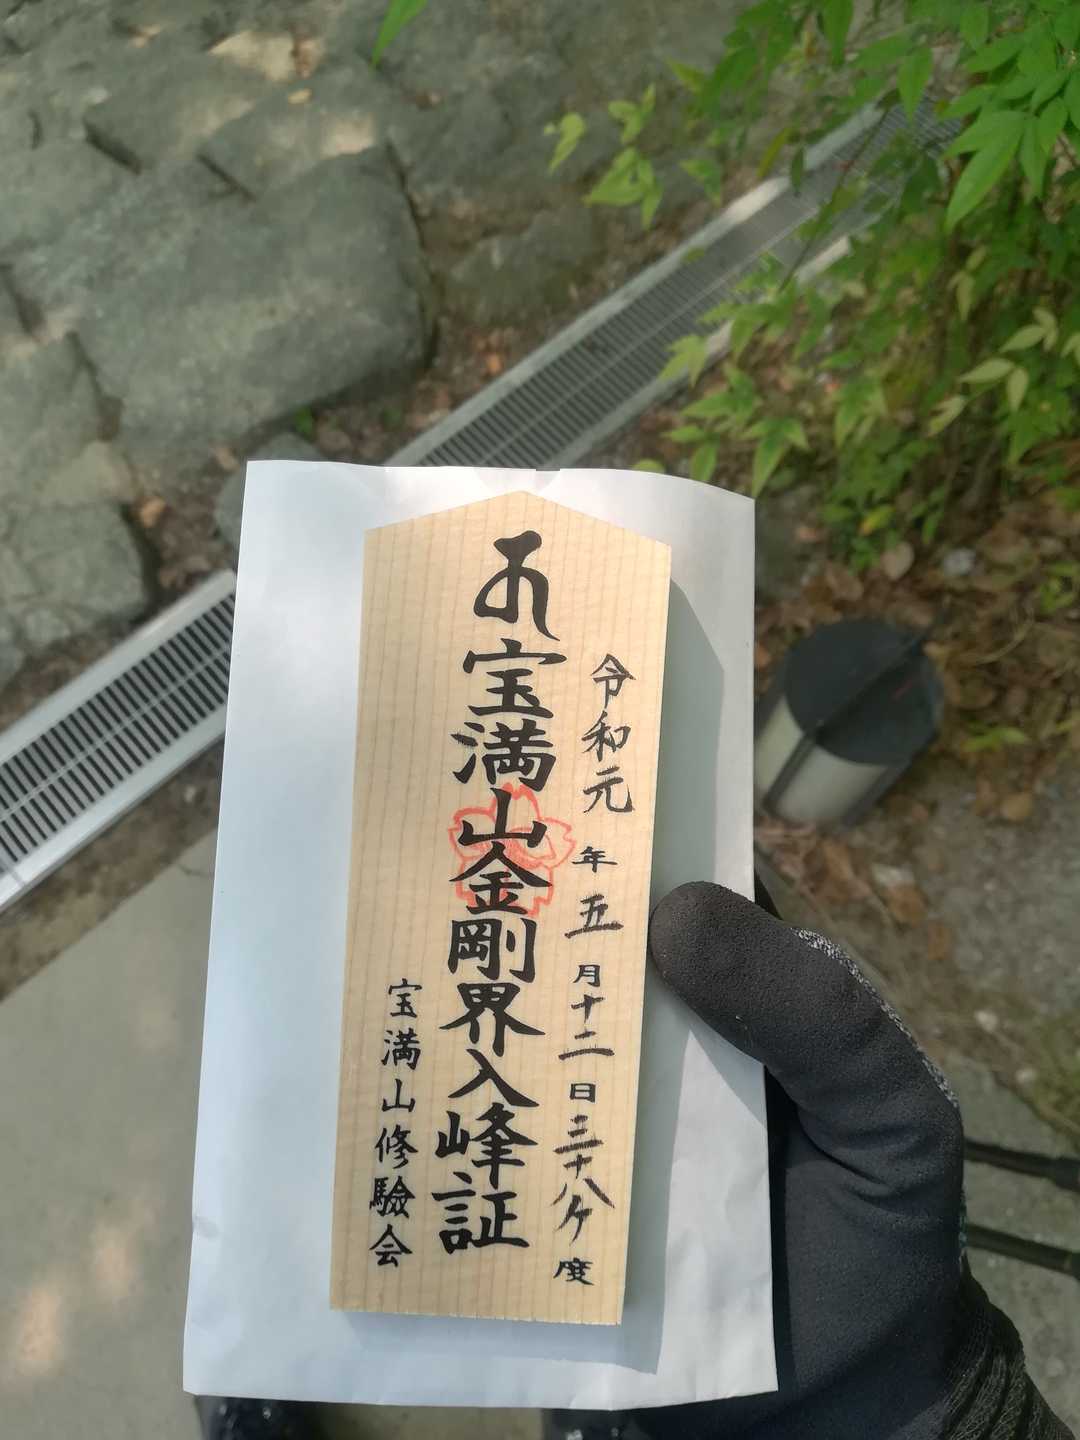 令和元年五月十二日三十八ケ度
宝満山金剛界入峰証
宝満山修驗会